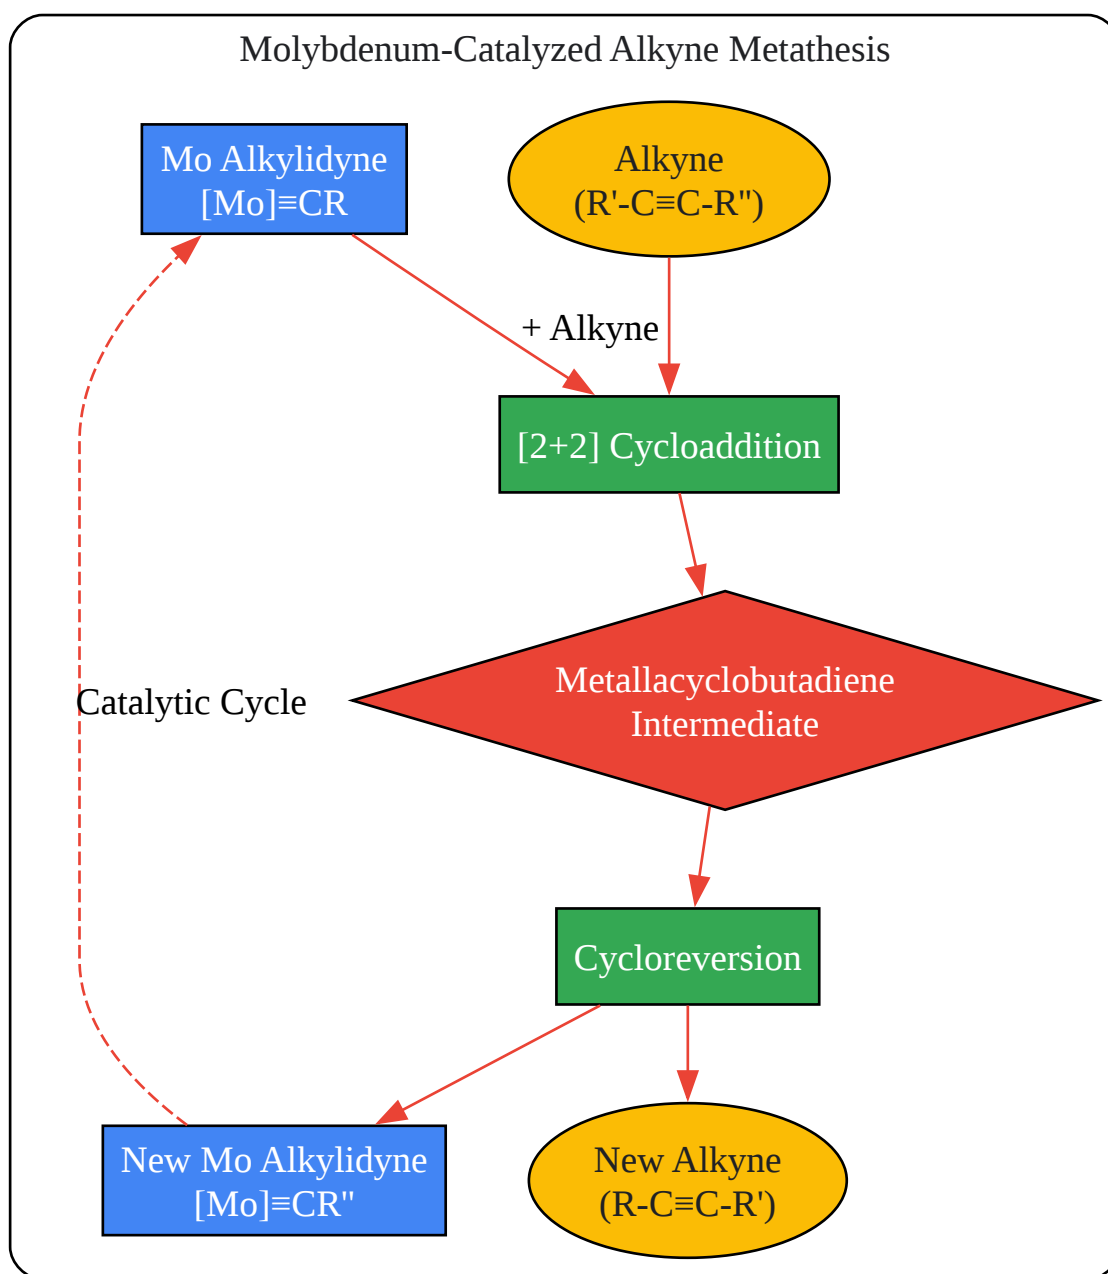 Molybdenum-Catalyzed Alkyne Metathesis
Mo Alkylidyne
[Mo]≡CR
Alkyne
(R'-C≡C-R'')
+ Alkyne
[2+2] Cycloaddition
Metallacyclobutadiene
Intermediate
Catalytic Cycle
Cycloreversion
New Mo Alkylidyne
[Mo]≡CR"
New Alkyne
(R-C≡C-R')